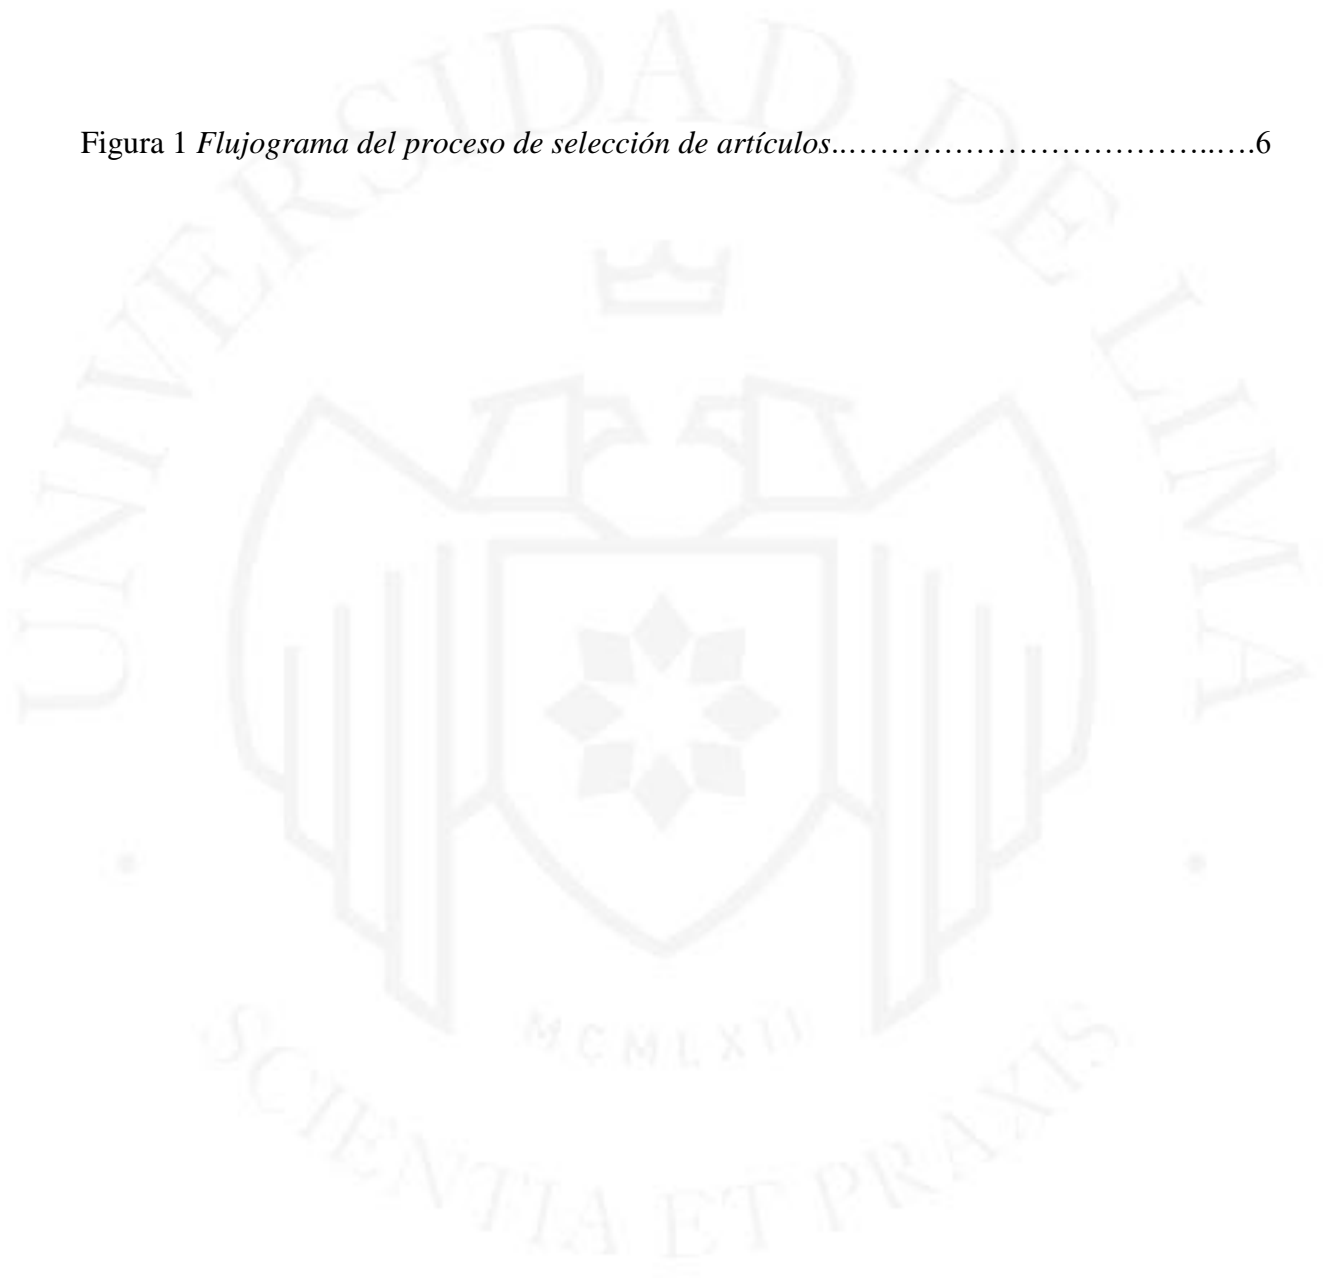 Figura 1 Flujograma del proceso de selección de artículos..……………………………..….6
UNIVERSIDAD DE LIMA
MCMLXII
SCIENTIA ET PRAXIS